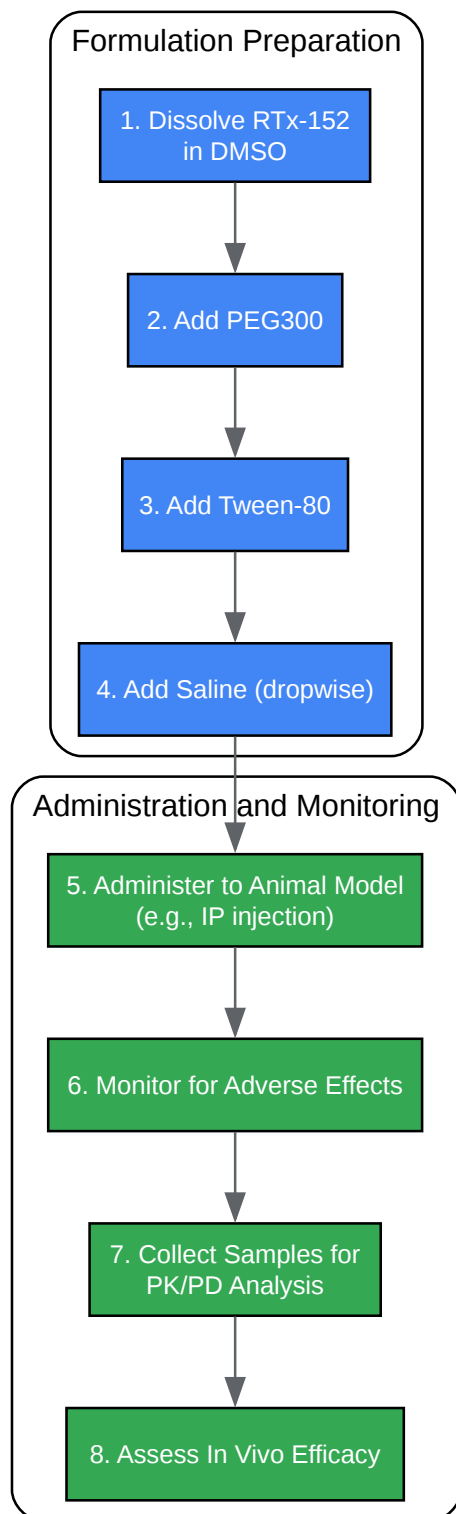 Formulation Preparation
1. Dissolve RTx-152
in DMSO
2. Add PEG300
3. Add Tween-80
4. Add Saline (dropwise)
Administration and Monitoring
5. Administer to Animal Model
(e.g., IP injection)
6. Monitor for Adverse Effects
7. Collect Samples for
PK/PD Analysis
8. Assess In Vivo Efficacy